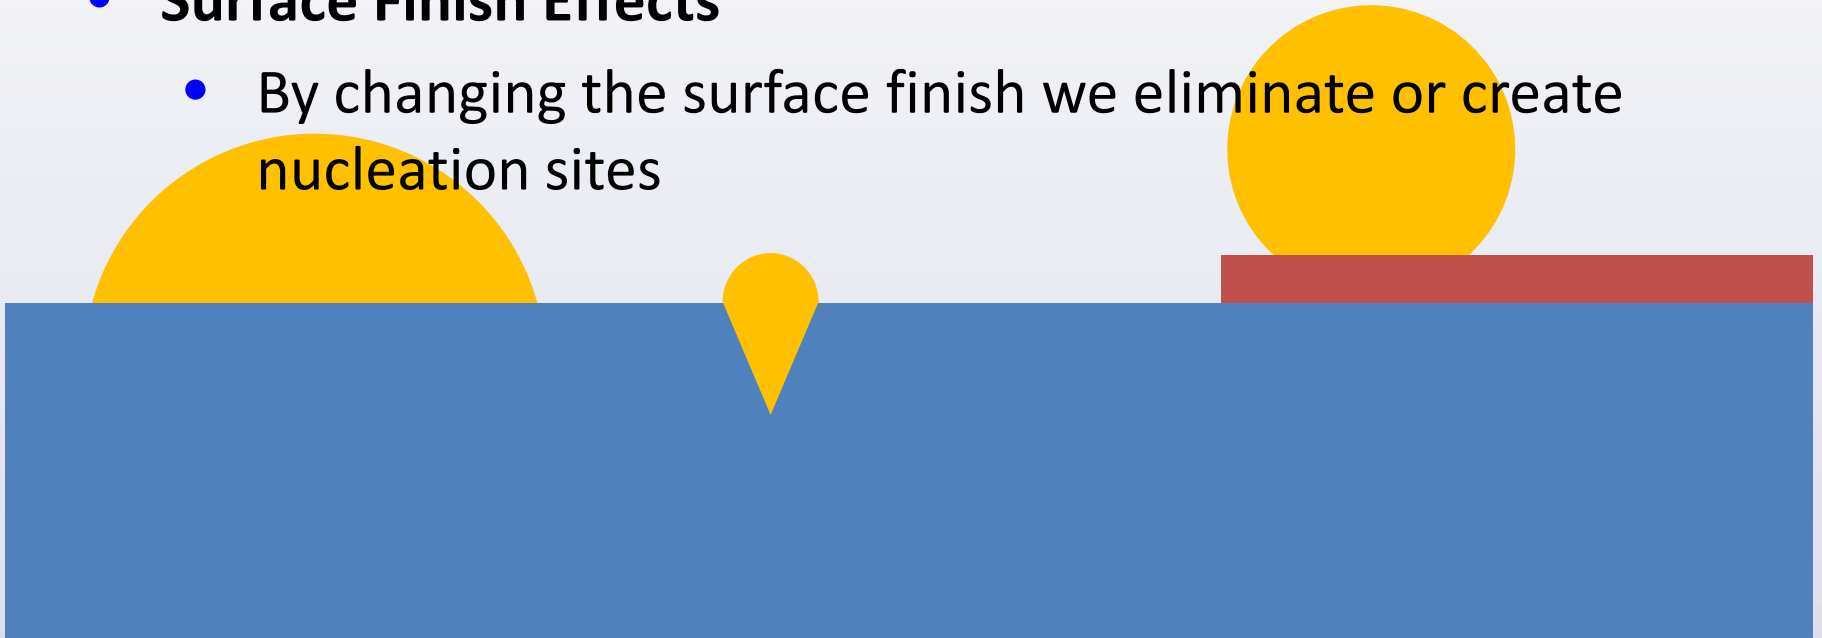 • Surface Finish Effects
• By changing the surface finish we eliminate or create
nucleation sites